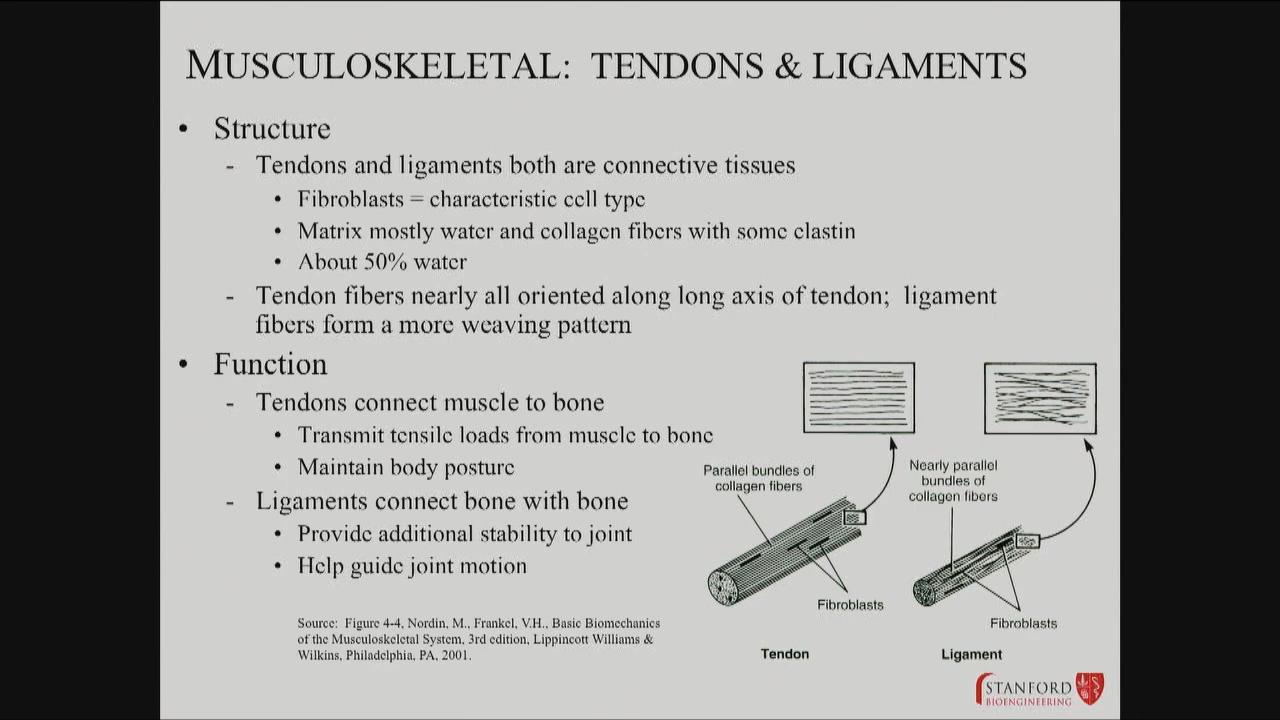 MUSCULOSKELETAL: TENDONS & LIGAMENTS
• Structure
- Tendons and ligaments both are connective tissues
• Fibroblasts = characteristic cell type
• Matrix mostly water and collagen fibers with some elastin
• About 50% water
- Tendon fibers nearly all oriented along long axis of tendon; ligament
fibers form a more weaving pattern
• Function
- Tendons connect muscle to bone
• Transmit tensile loads from muscle to bone
• Maintain body posture
- Ligaments connect bone with bone
• Provide additional stability to joint
• Help guide joint motion
Parallel bundles of
collagen fibers
Fibroblasts
Tendon
Nearly parallel
bundles of
collagen fibers
Fibroblasts
Ligament
Source: Figure 4-4, Nordin, M., Frankel, V.H., Basic Biomechanics
of the Musculoskeletal System, 3rd edition, Lippincott Williams &
Wilkins, Philadelphia, PA, 2001.
STANFORD
BIOENGINEERING